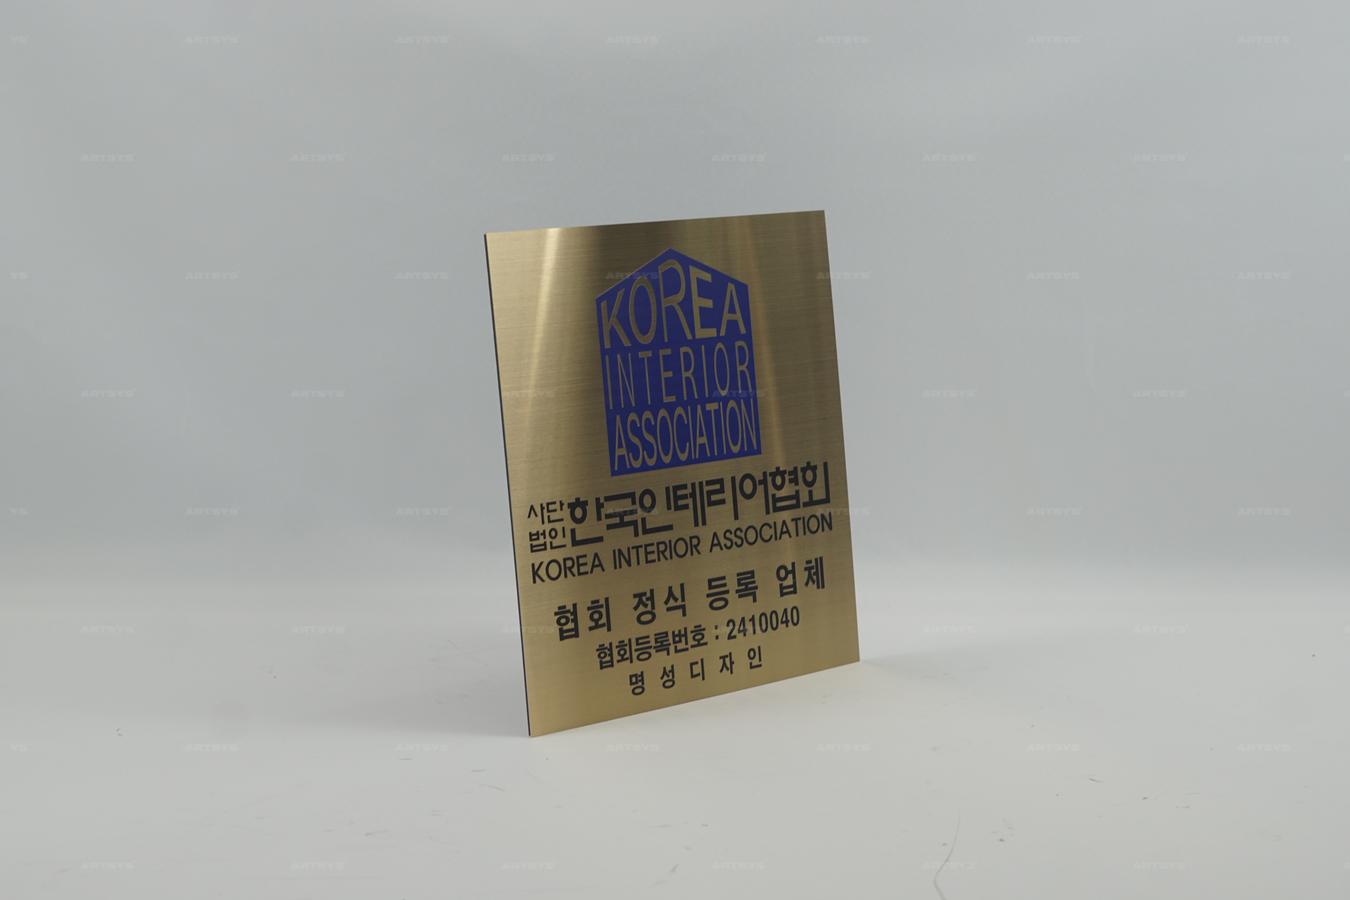 KOREA
INTERIOR
ASSOCIATION
사단
법인
한국인테리어협회
KOREA INTERIOR ASSOCIATION
협회 정식 등록 업체
협회등록번호 : 2410040
명성디자인
ARTSYS